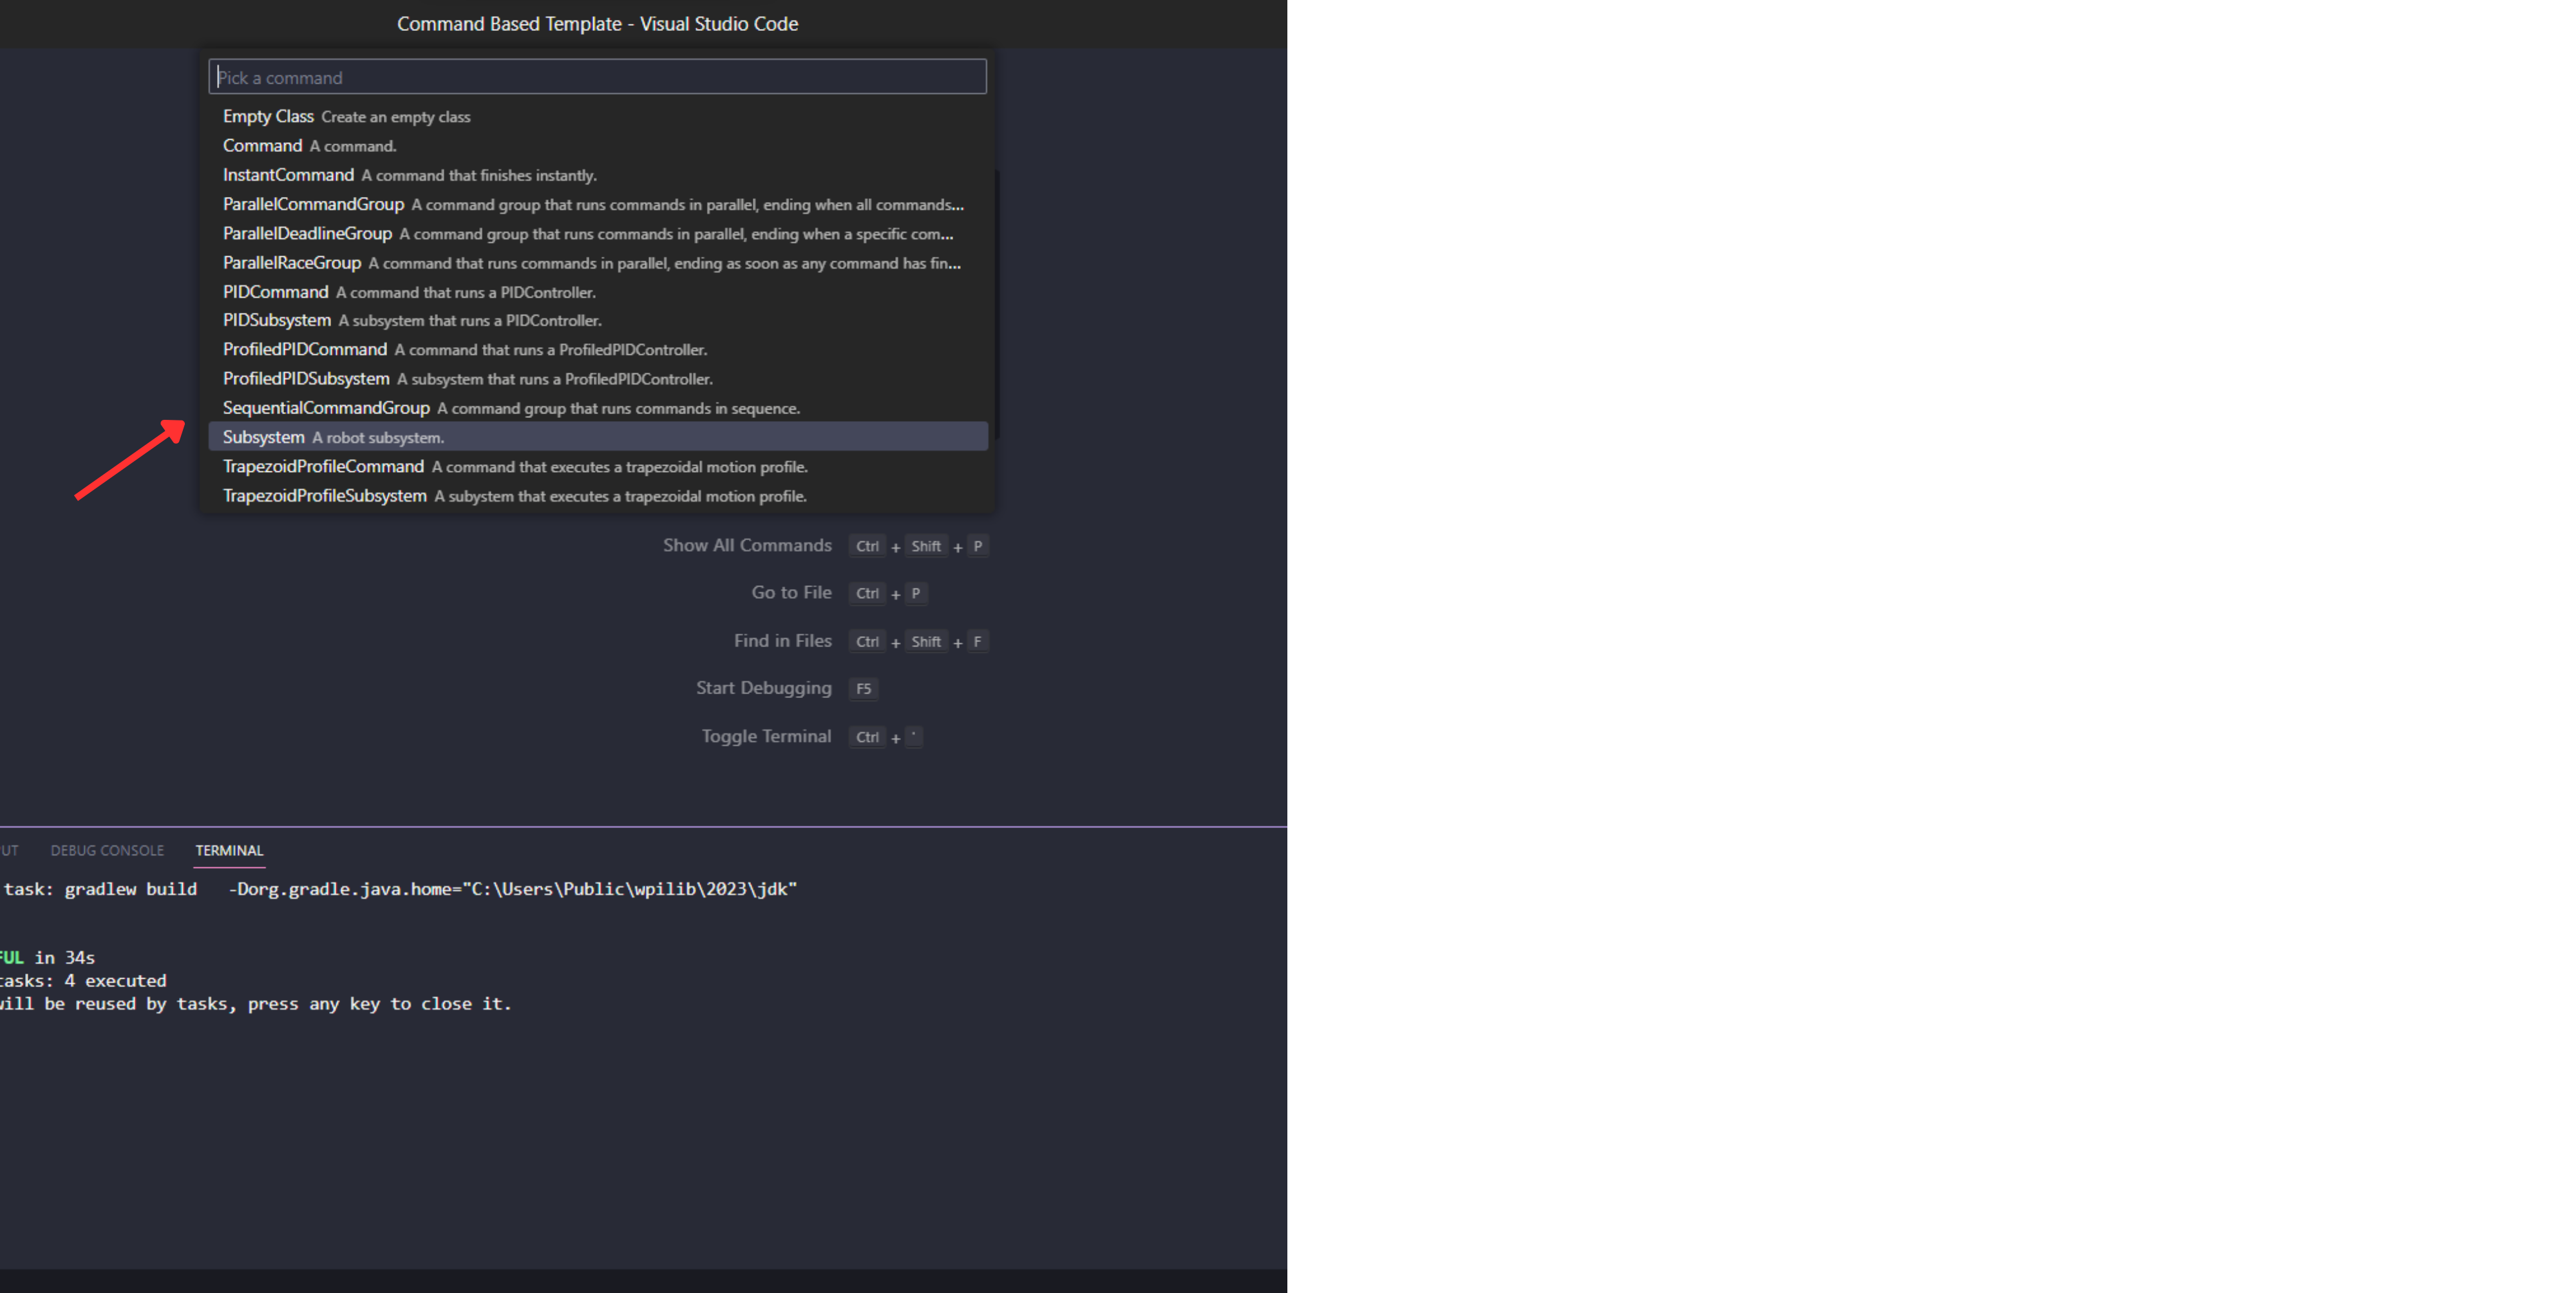 Command Based Template - Visual Studio Code
Pick a command
Empty Class Create an empty class
Command A command.
InstantCommand A command that finishes instantly.
ParallelCommandGroup A command group that runs commands in parallel, ending when all commands...
ParallelDeadlineGroup A command group that runs commands in parallel, ending when a specific com...
ParallelRaceGroup A command that runs commands in parallel, ending as soon as any command has fin...
PIDCommand A command that runs a PIDController.
PIDSubsystem A subsystem that runs a PIDController.
ProfiledPIDCommand A command that runs a ProfiledPIDController.
ProfiledPIDSubsystem A subsystem that runs a ProfiledPIDController.
SequentialCommandGroup A command group that runs commands in sequence.
Subsystem A robot subsystem.
TrapezoidProfileCommand A command that executes a trapezoidal motion profile.
TrapezoidProfileSubsystem A subystem that executes a trapezoidal motion profile.
Show All Commands Ctrl + Shift + P
Go to File Ctrl + P
Find in Files Ctrl + Shift + F
Start Debugging F5
Toggle Terminal Ctrl + '
UT DEBUG CONSOLE TERMINAL
task: gradlew build -Dorg.gradle.java.home="C:\Users\Public\wpilib\2023\jdk"
FUL in 34s
tasks: 4 executed
will be reused by tasks, press any key to close it.